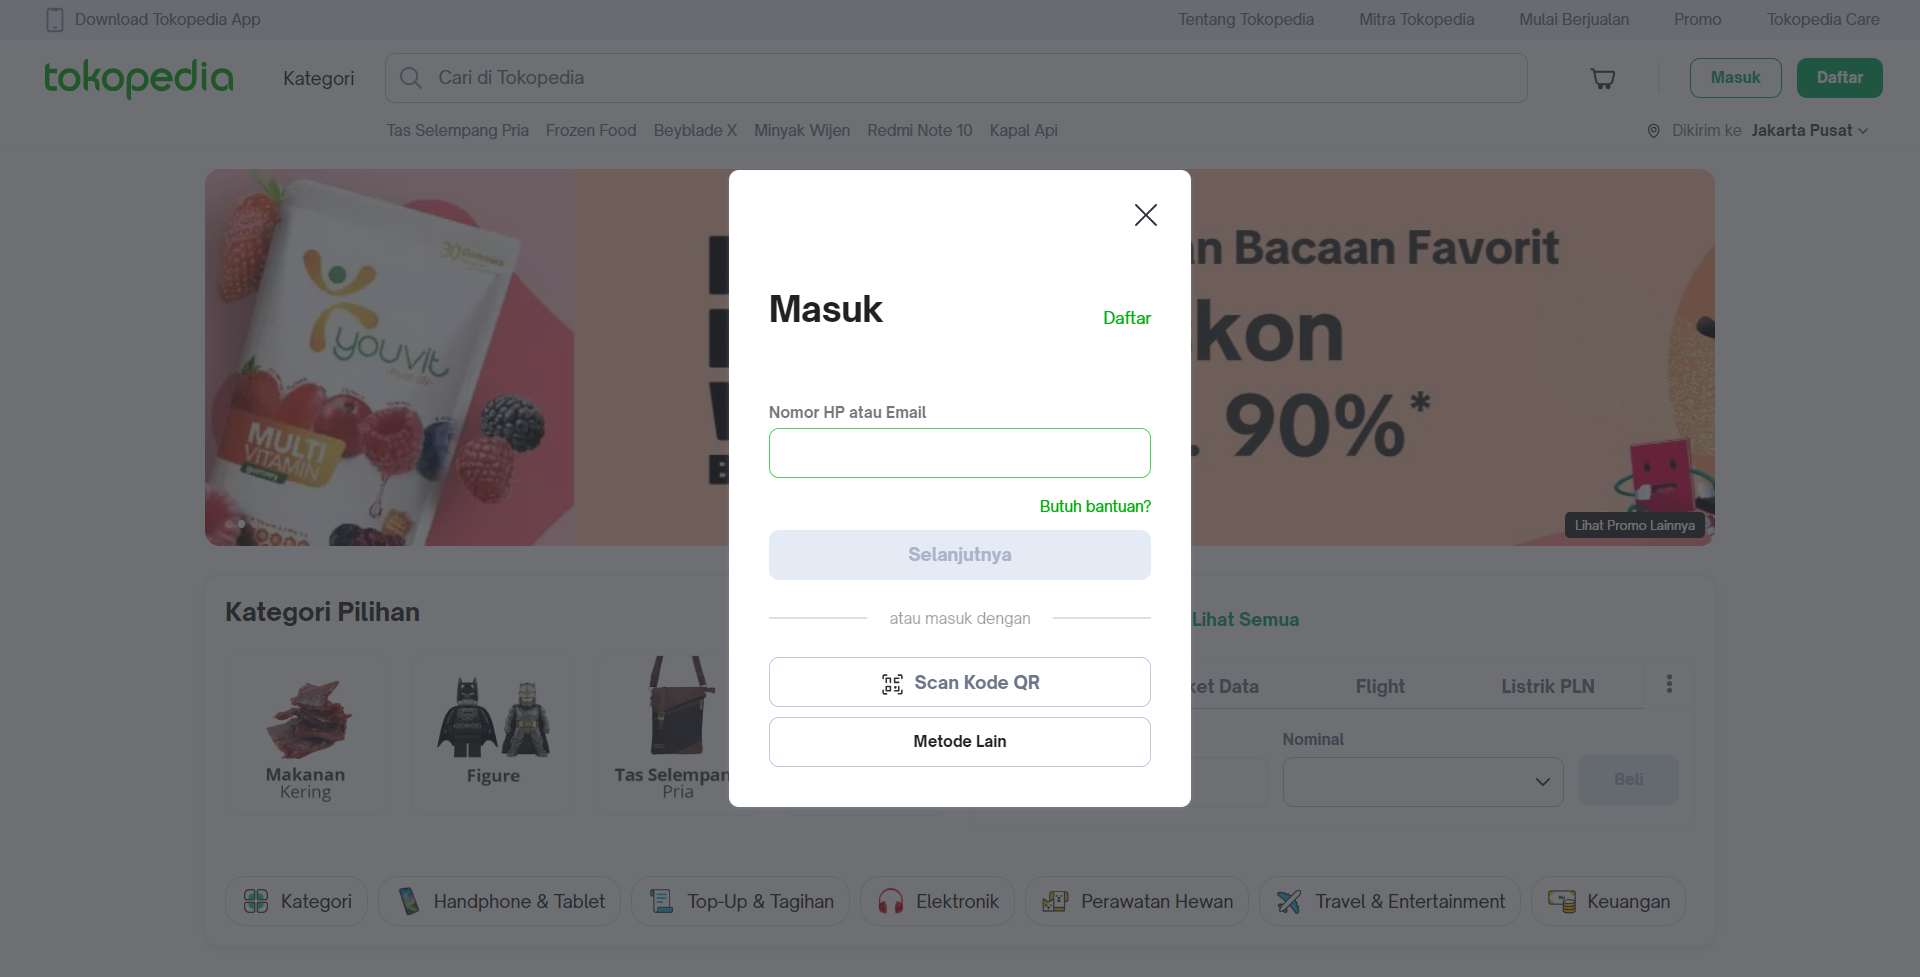 Download Tokopedia App
Tentang Tokopedia
Mitra Tokopedia
Mulai Berjualan
Promo
Tokopedia Care
tokopedia
Kategori
Cari di Tokopedia
Masuk
Daftar
Tas Selempang Pria
Frozen Food
Beyblade X
Minyak Wijen
Redmi Note 10
Kapal Api
Dikirim ke Jakarta Pusat
30 Gummies
youvit
MULTI
VITAMIN
gummy
Bacaan Favorit
kon
90%*
Lihat Promo Lainnya
Masuk
Daftar
Nomor HP atau Email
Butuh bantuan?
Selanjutnya
atau masuk dengan
Scan Kode QR
Metode Lain
Kategori Pilihan
Lihat Semua
Makanan
Kering
Figure
Tas Selempan
Pria
ket Data
Flight
Listrik PLN
Nominal
Beli
Kategori
Handphone & Tablet
Top-Up & Tagihan
Elektronik
Perawatan Hewan
Travel & Entertainment
Keuangan